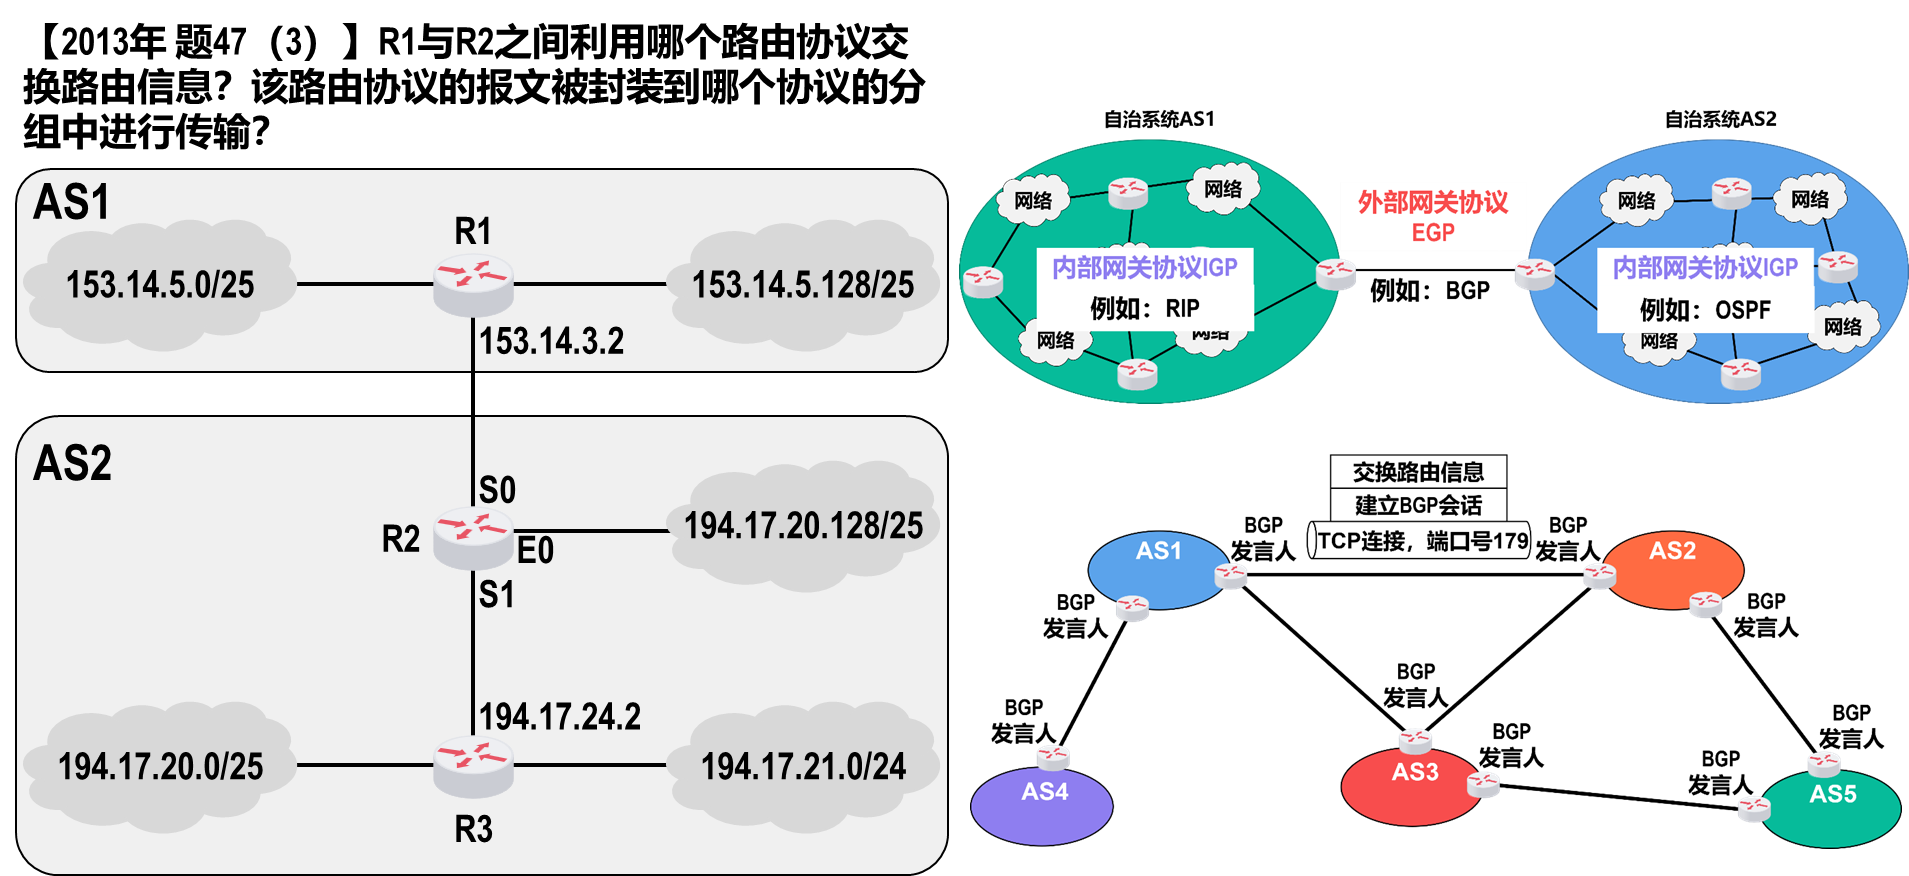 【2013年 题47（3）】R1与R2之间利用哪个路由协议交
换路由信息？该路由协议的报文被封装到哪个协议的分
组中进行传输？
AS1
R1
153.14.5.0/25
153.14.5.128/25
153.14.3.2
AS2
S0
R2
E0
194.17.20.128/25
S1
194.17.24.2
194.17.20.0/25
194.17.21.0/24
R3
自治系统AS1
网络
网络
内部网关协议IGP
例如：RIP
网络
网络
外部网关协议
EGP
例如：BGP
自治系统AS2
网络
网络
内部网关协议IGP
例如：OSPF
网络
网络
交换路由信息
建立BGP会话
TCP连接，端口号179
AS1
BGP
发言人
BGP
发言人
AS2
BGP
发言人
BGP
发言人
BGP
发言人
BGP
发言人
BGP
发言人
BGP
发言人
BGP
发言人
AS4
AS3
AS5